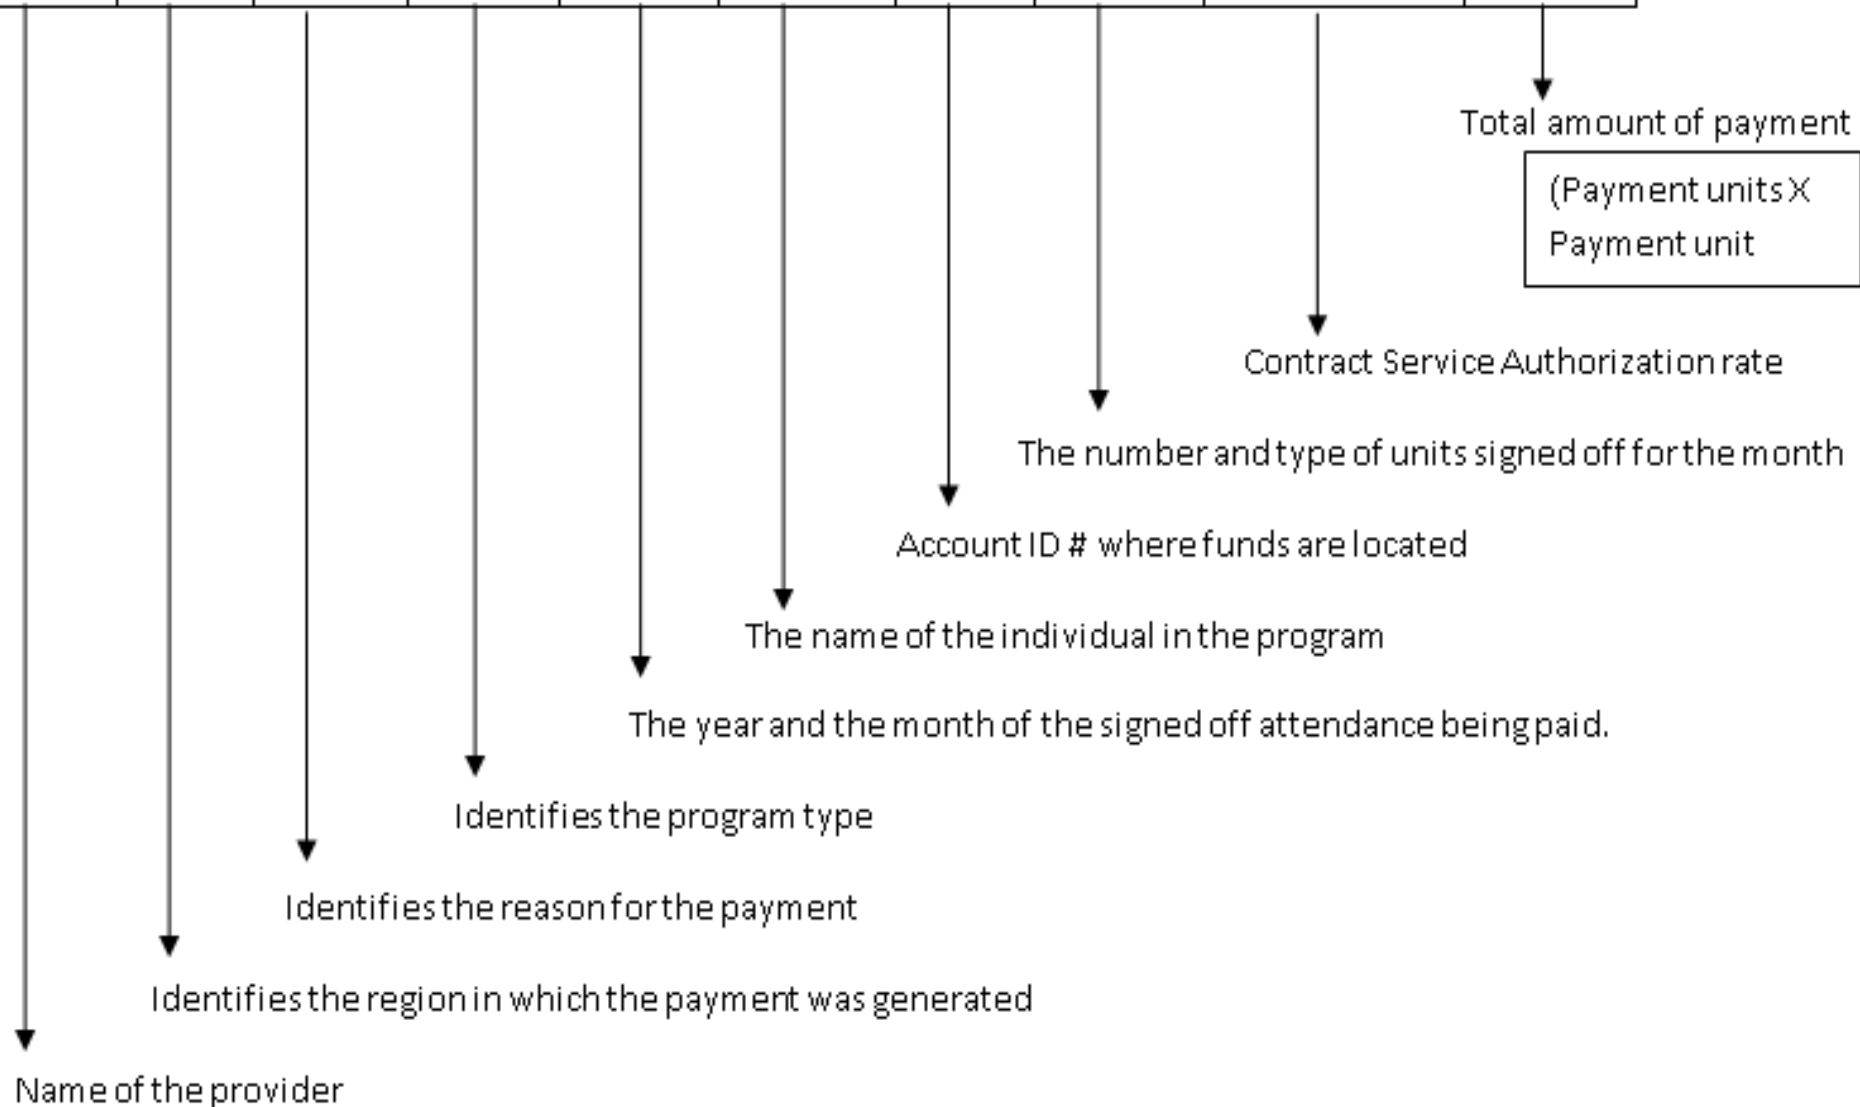 Total amount of payment
(Payment units X
Payment unit
Contract Service Authorization rate
The number and type of units signed off for the month
Account ID # where funds are located
The name of the individual in the program
The year and the month of the signed off attendance being paid.
Identifies the program type
Identifies the reason for the payment
Identifies the region in which the payment was generated
Name of the provider